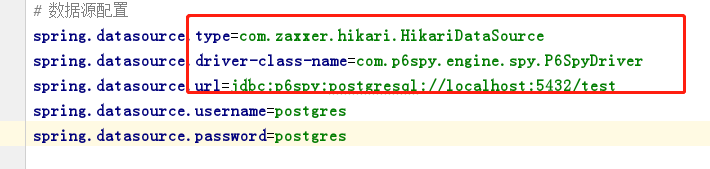 # 数据源配置
spring.datasource.type=com.zaxxer.hikari.HikariDataSource
spring.datasource.driver-class-name=com.p6spy.engine.spy.P6SpyDriver
spring.datasource.url=jdbc:p6spy:postgresql://localhost:5432/test
spring.datasource.username=postgres
spring.datasource.password=postgres